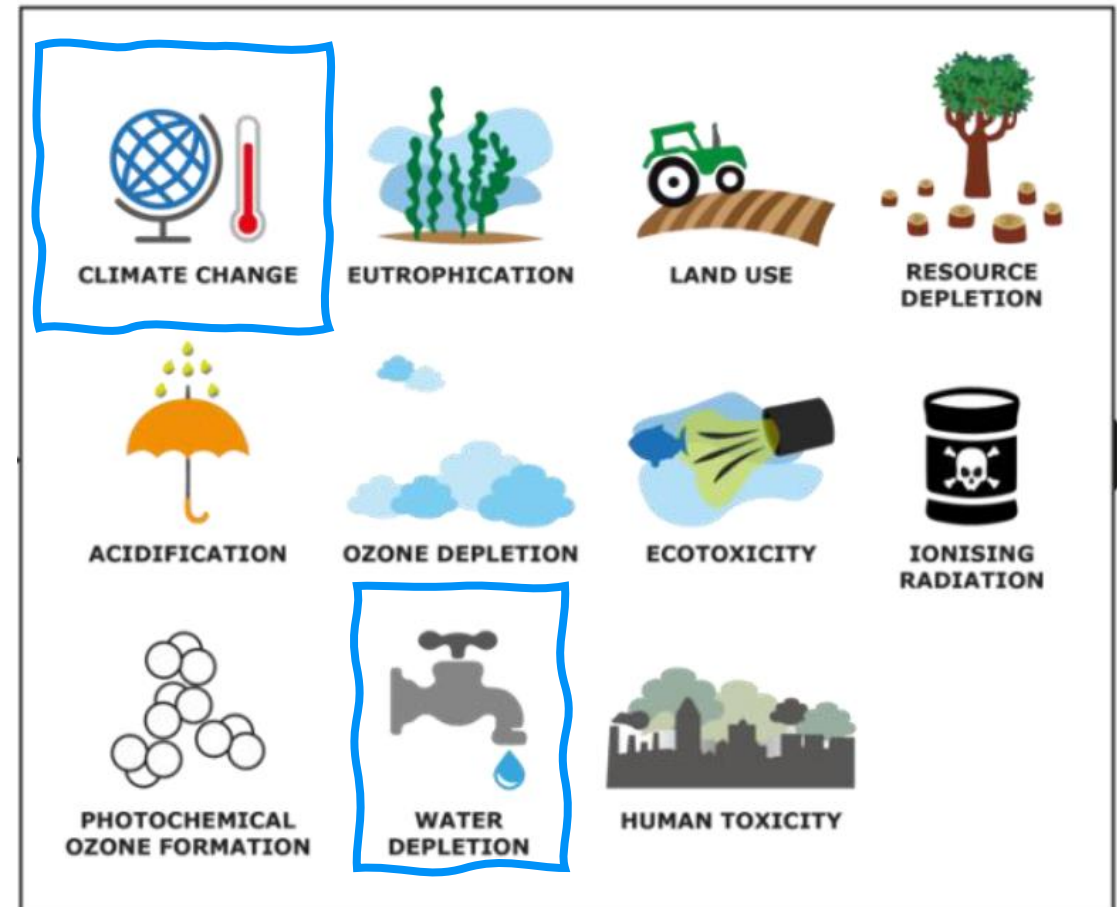 CLIMATE CHANGE
EUTROPHICATION
LAND USE
RESOURCE
DEPLETION
ACIDIFICATION
OZONE DEPLETION
ECOTOXICITY
IONISING
RADIATION
PHOTOCHEMICAL
OZONE FORMATION
WATER
DEPLETION
HUMAN TOXICITY